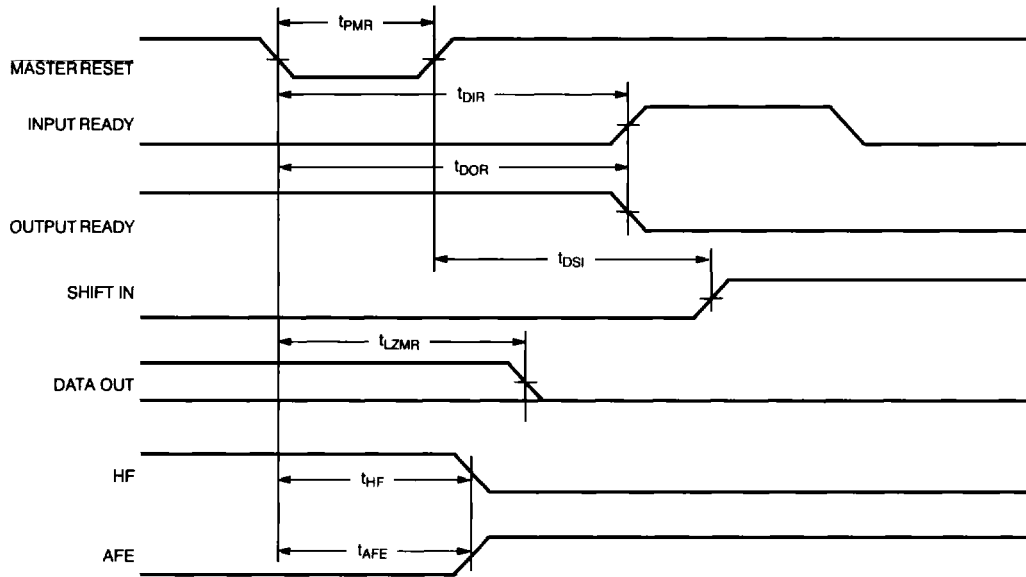 tPMR
MASTER RESET
tDIR
INPUT READY
tDOR
OUTPUT READY
tDSI
SHIFT IN
tLZMR
DATA OUT
HF
tHF
AFE
tAFE